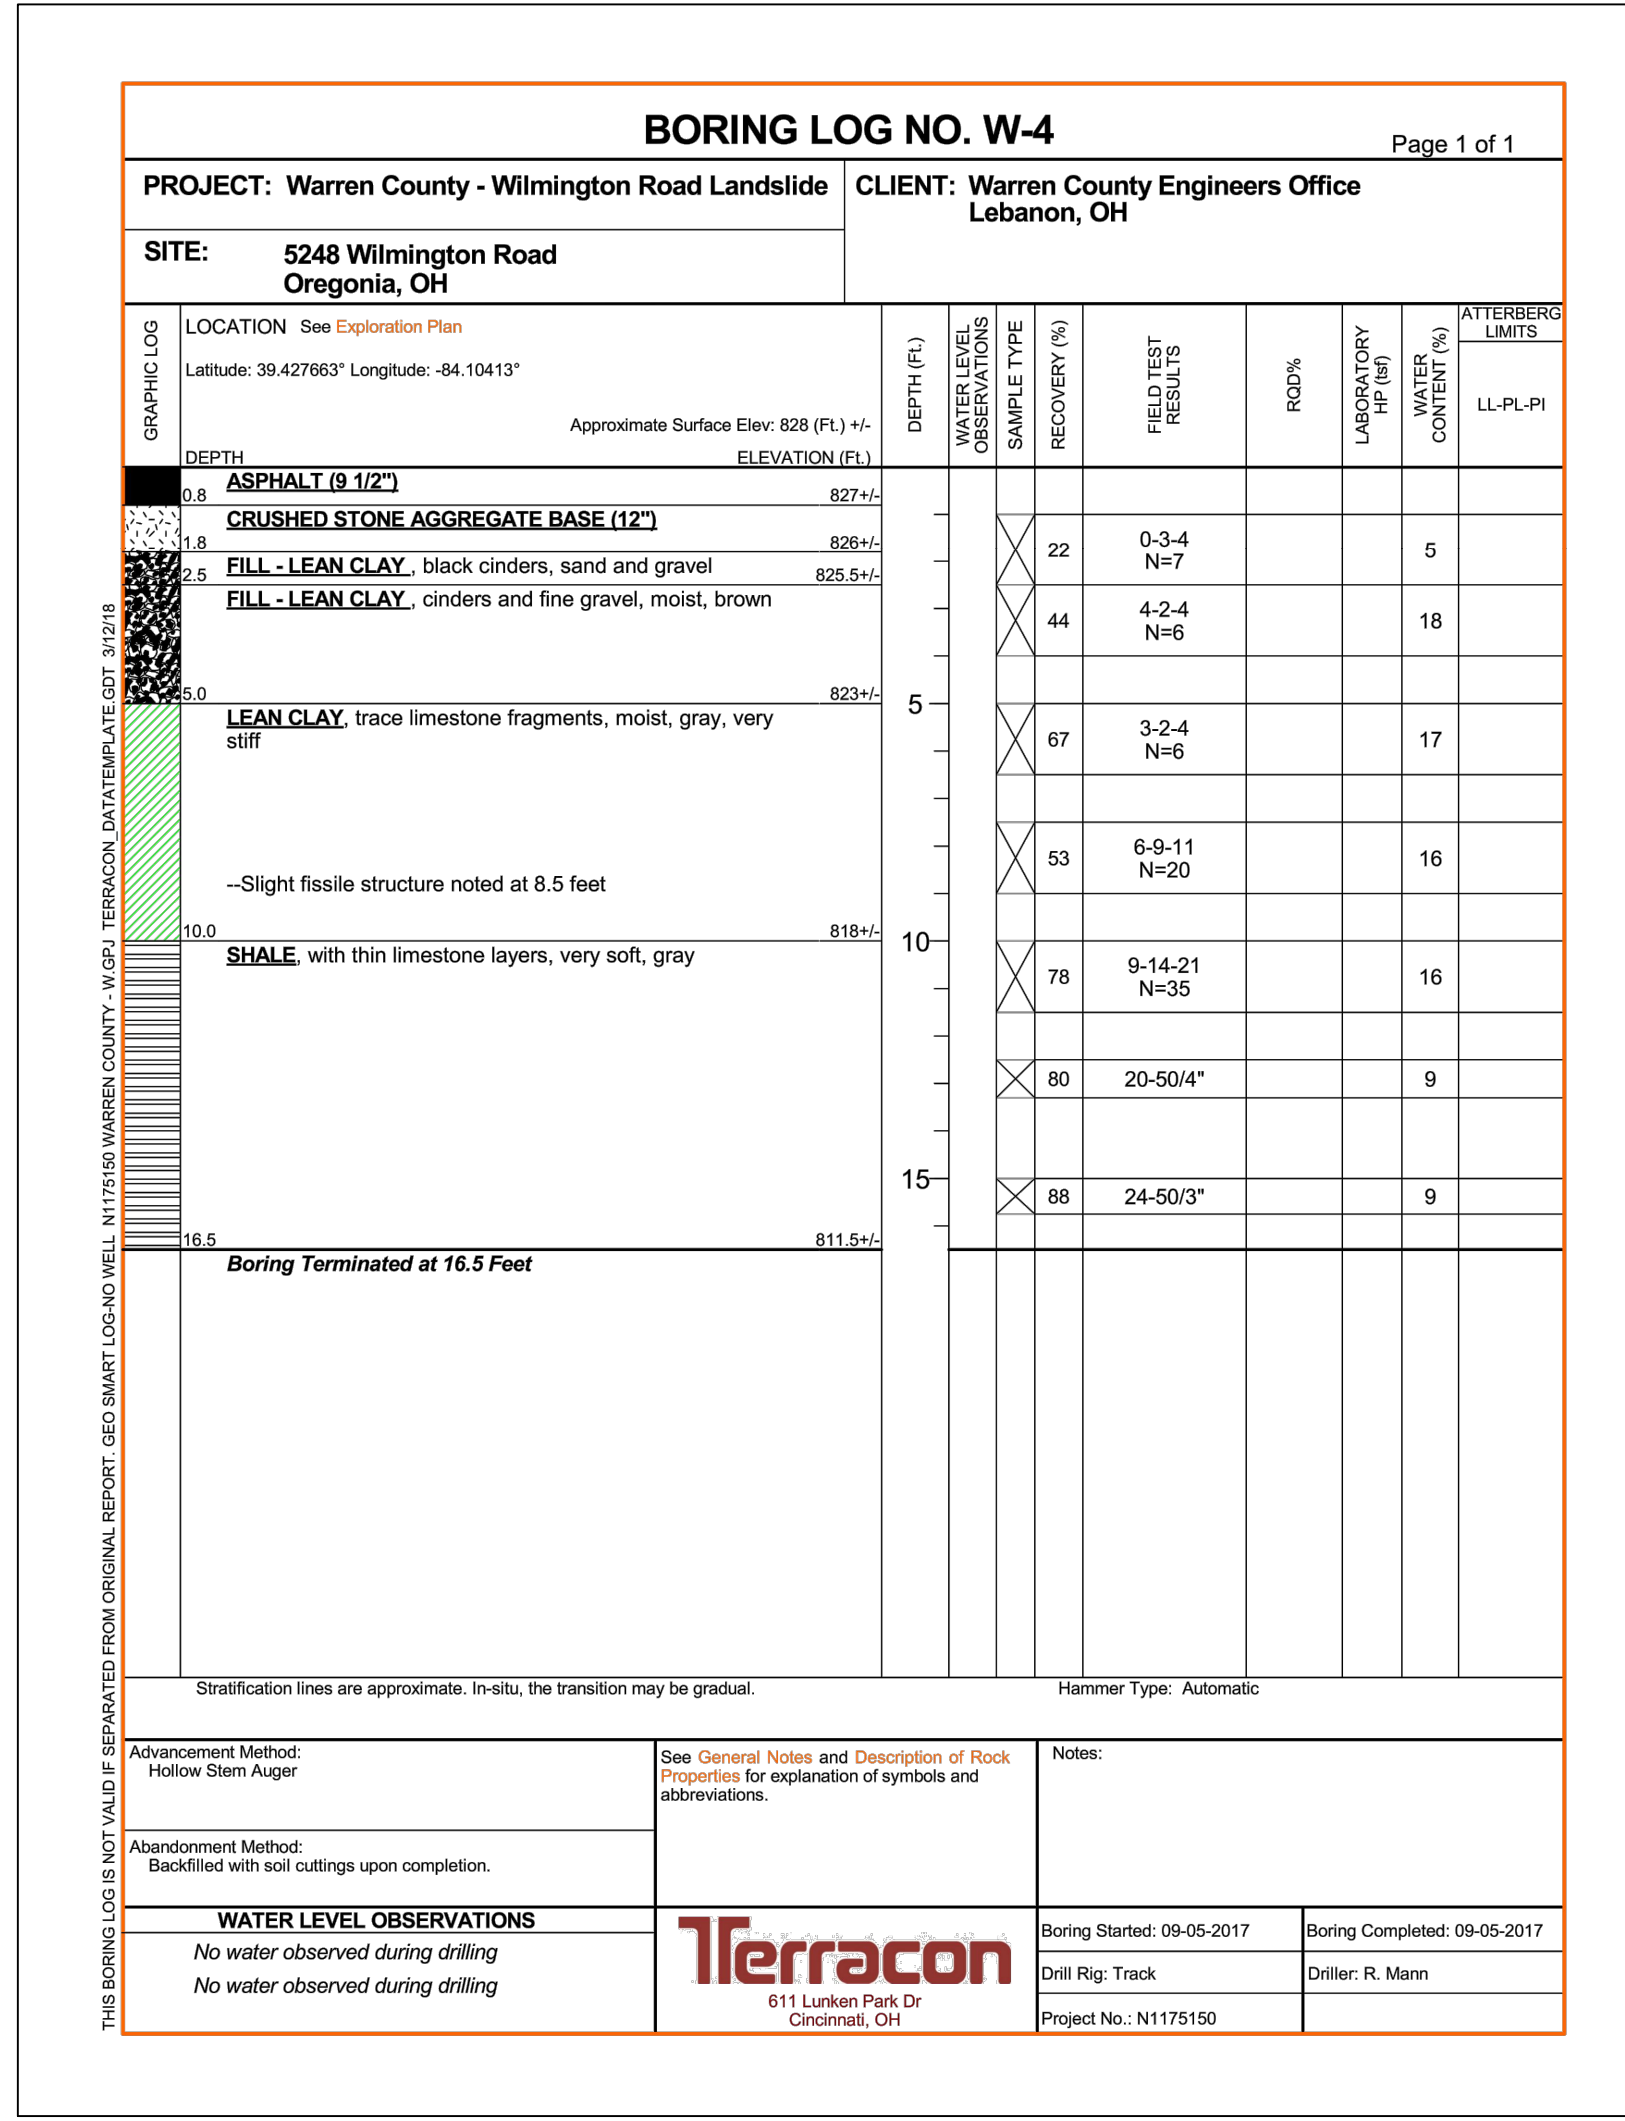 BORING LOG NO. W-4
Page 1 of 1
PROJECT: Warren County - Wilmington Road Landslide
CLIENT: Warren County Engineers Office
Lebanon, OH
SITE: 5248 Wilmington Road
Oregonia, OH
GRAPHIC LOG
LOCATION See Exploration Plan
Latitude: 39.427663° Longitude: -84.10413°
Approximate Surface Elev: 828 (Ft.) +/-
DEPTH ELEVATION (Ft.)
DEPTH (Ft.)
WATER LEVEL
OBSERVATIONS
SAMPLE TYPE
RECOVERY (%)
FIELD TEST
RESULTS
RQD%
LABORATORY
HP (tsf)
WATER
CONTENT (%)
ATTERBERG
LIMITS
LL-PL-PI
ASPHALT (9 1/2")
0.8 827+/-
CRUSHED STONE AGGREGATE BASE (12")
1.8 826+/-
FILL - LEAN CLAY , black cinders, sand and gravel
2.5 825.5+/-
FILL - LEAN CLAY , cinders and fine gravel, moist, brown
5.0 823+/-
LEAN CLAY, trace limestone fragments, moist, gray, very
stiff
--Slight fissile structure noted at 8.5 feet
10.0 818+/-
SHALE, with thin limestone layers, very soft, gray
16.5 811.5+/-
Boring Terminated at 16.5 Feet
5
10
15
22 0-3-4 5
N=7
44 4-2-4 18
N=6
67 3-2-4 17
N=6
53 6-9-11 16
N=20
78 9-14-21 16
N=35
80 20-50/4" 9
88 24-50/3" 9
Stratification lines are approximate. In-situ, the transition may be gradual.
Hammer Type: Automatic
Advancement Method:
Hollow Stem Auger
Abandonment Method:
Backfilled with soil cuttings upon completion.
See General Notes and Description of Rock
Properties for explanation of symbols and
abbreviations.
Notes:
WATER LEVEL OBSERVATIONS
No water observed during drilling
No water observed during drilling
Terracon
611 Lunken Park Dr
Cincinnati, OH
Boring Started: 09-05-2017
Boring Completed: 09-05-2017
Drill Rig: Track
Driller: R. Mann
Project No.: N1175150
THIS BORING LOG IS NOT VALID IF SEPARATED FROM ORIGINAL REPORT. GEO SMART LOG-NO WELL N1175150 WARREN COUNTY - W.GPJ TERRACON_DATATEMPLATE.GDT 3/12/18